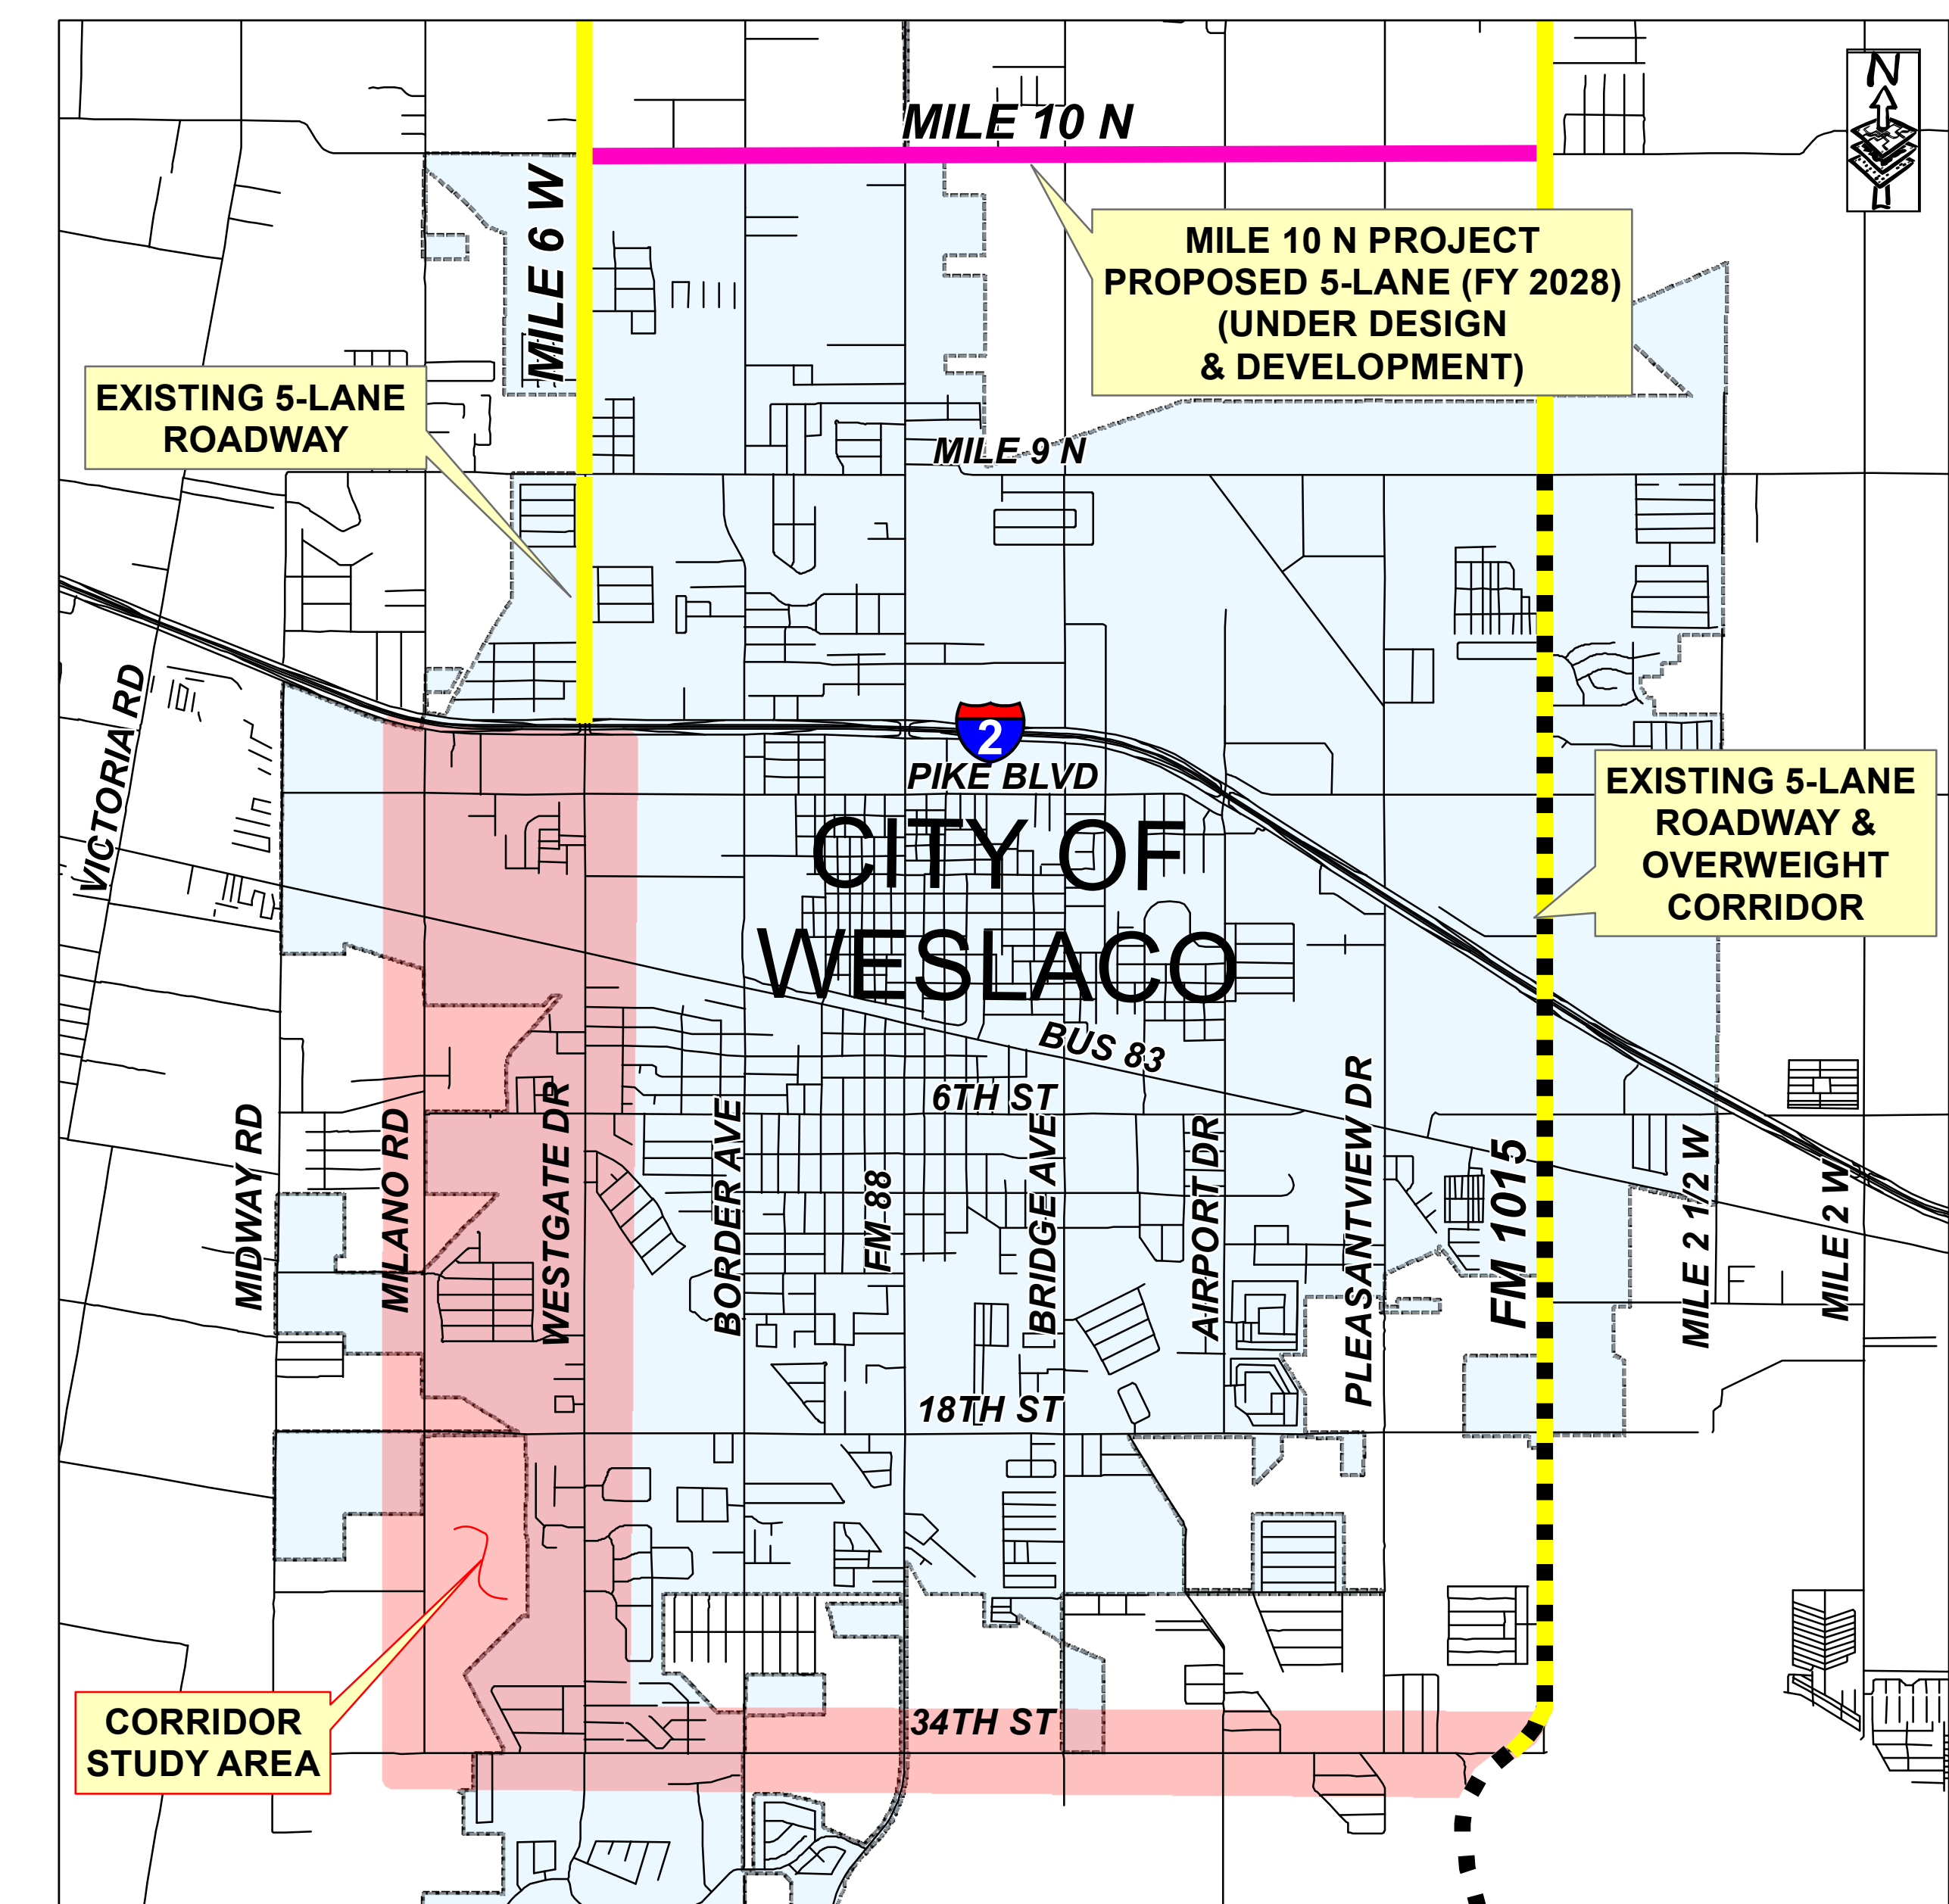 N
MILE 10 N
MILE 6 W
MILE 10 N PROJECT
PROPOSED 5-LANE (FY 2028)
(UNDER DESIGN
& DEVELOPMENT)
EXISTING 5-LANE
ROADWAY
MILE 9 N
VICTORIA RD
2
PIKE BLVD
EXISTING 5-LANE
ROADWAY &
OVERWEIGHT
CORRIDOR
CITY OF
WESLACO
BUS 83
6TH ST
MIDWAY RD
MILANO RD
WESTGATE DR
BORDER AVE
FM 88
BRIDGE AVE
AIRPORT DR
PLEASANTVIEW DR
FM 1015
MILE 2 1/2 W
MILE 2 W
18TH ST
34TH ST
CORRIDOR
STUDY AREA